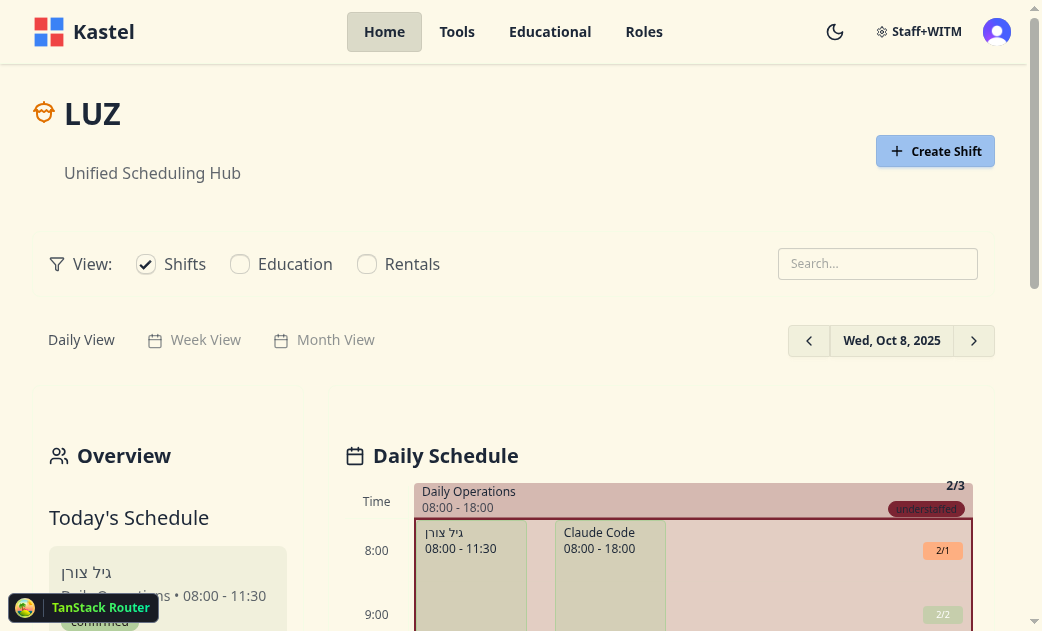 Kastel
Home
Tools
Educational
Roles
Staff+WITM
LUZ
Unified Scheduling Hub
Create Shift
View:
Shifts
Education
Rentals
Search...
Daily View
Week View
Month View
Wed, Oct 8, 2025
Overview
Today's Schedule
גיל צורן
• 08:00 - 11:30
confirmed
TanStack Router
Daily Schedule
Time
Daily Operations
08:00 - 18:00
2/3
understaffed
גיל צורן
08:00 - 11:30
Claude Code
08:00 - 18:00
8:00
2/1
9:00
2/2